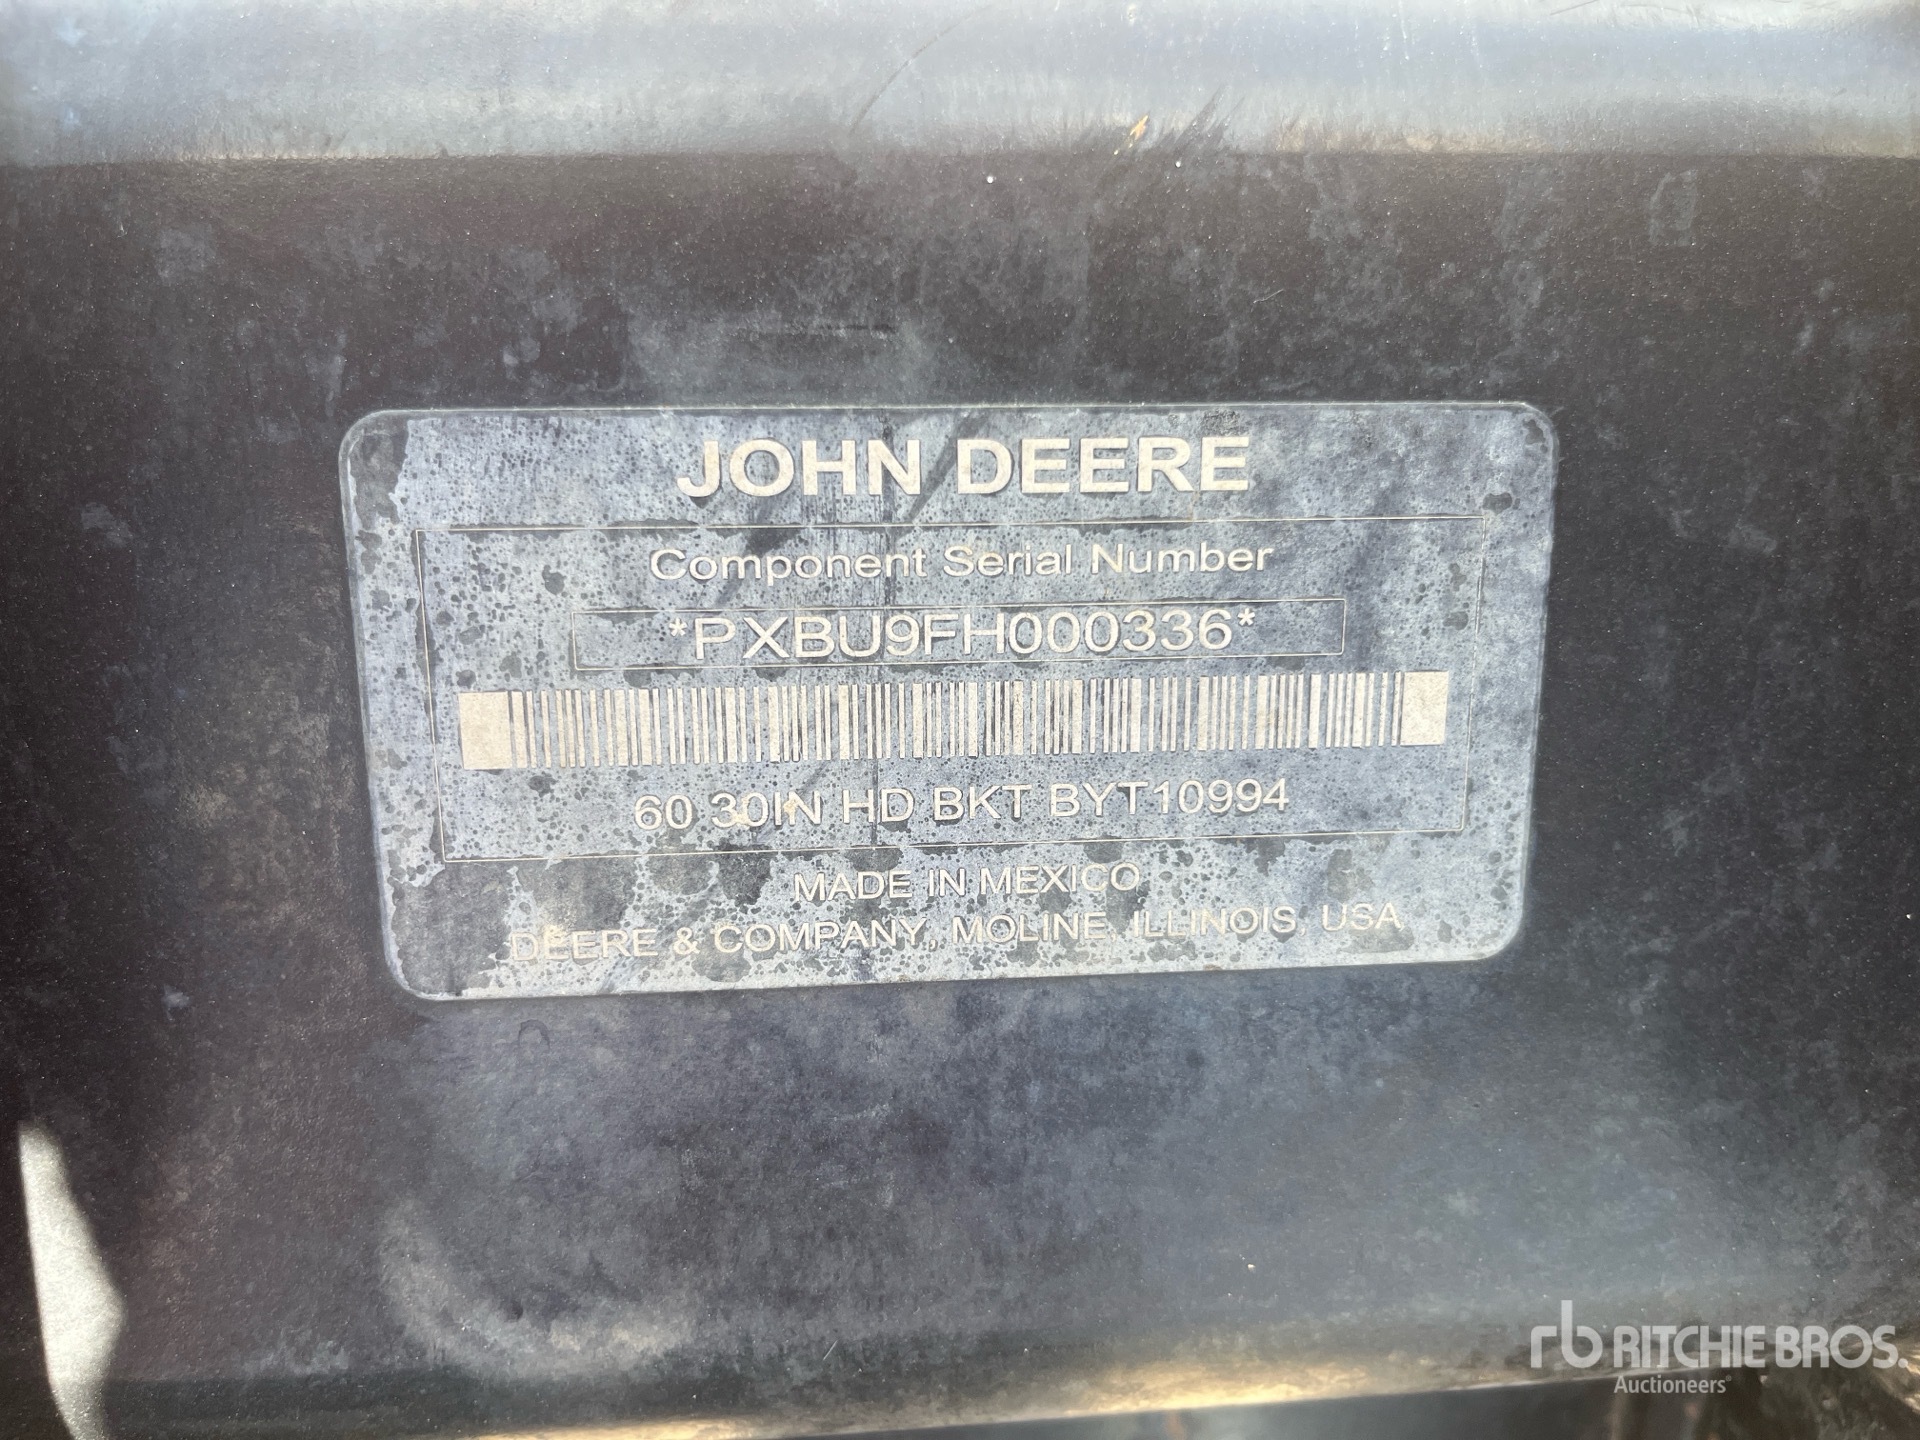 JOHN DEERE
Component Serial Number
*PXBU9FH000336*
60 30IN HD BKT BYT10994
MADE IN MEXICO
DEERE & COMPANY, MOLINE, ILLINOIS, USA
rb RITCHIE BROS.
Auctioneers®